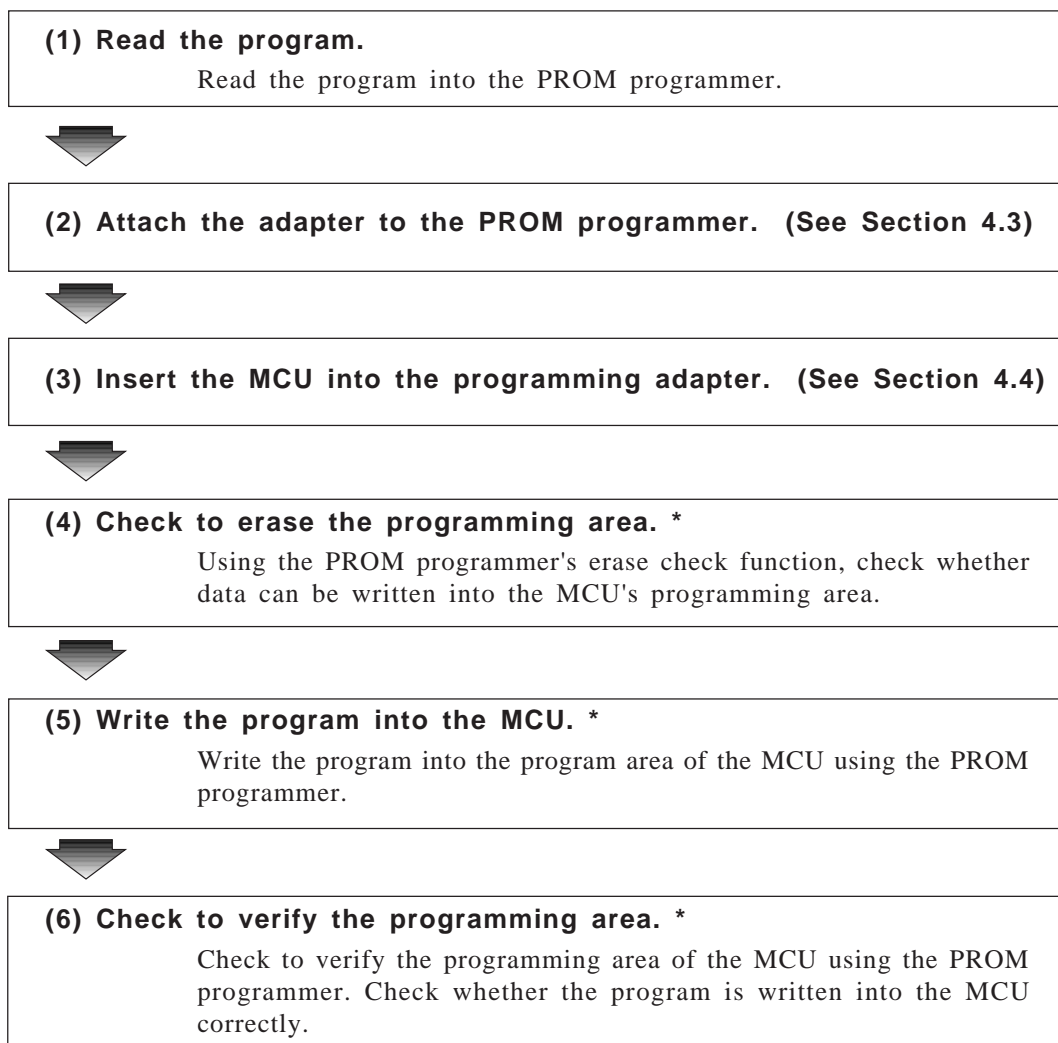 (1) Read the program.
Read the program into the PROM programmer.
(2) Attach the adapter to the PROM programmer. (See Section 4.3)
(3) Insert the MCU into the programming adapter. (See Section 4.4)
(4) Check to erase the programming area. *
Using the PROM programmer's erase check function, check whether
data can be written into the MCU's programming area.
(5) Write the program into the MCU. *
Write the program into the program area of the MCU using the PROM
programmer.
(6) Check to verify the programming area. *
Check to verify the programming area of the MCU using the PROM
programmer. Check whether the program is written into the MCU
correctly.